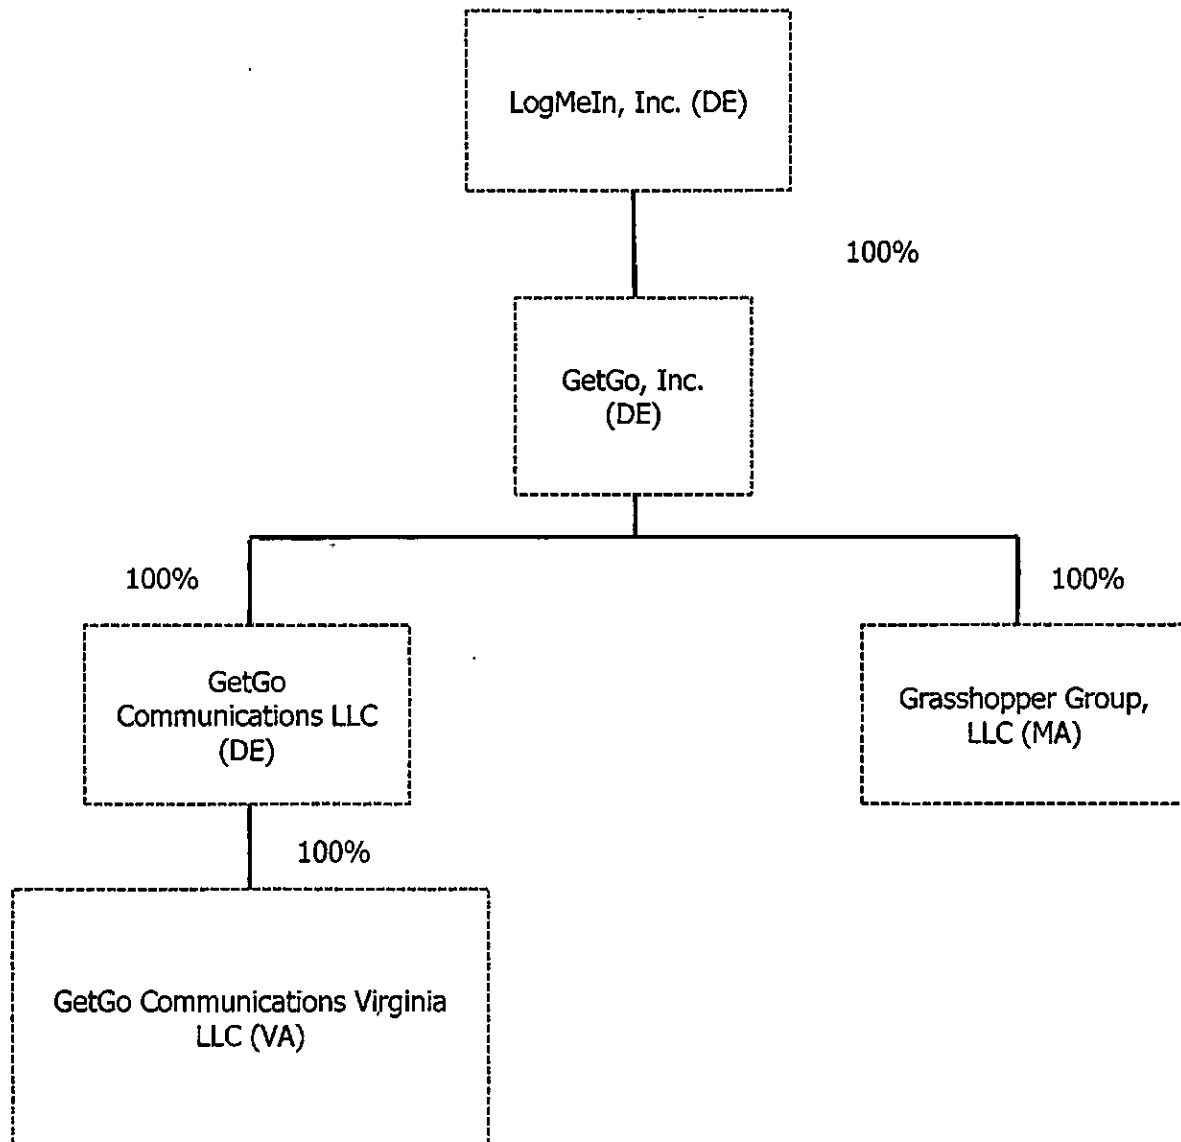 LogMeIn, Inc. (DE)
100%
GetGo, Inc.
(DE)
100%
100%
GetGo
Communications LLC
(DE)
Grasshopper Group,
LLC (MA)
100%
GetGo Communications Virginia
LLC (VA)